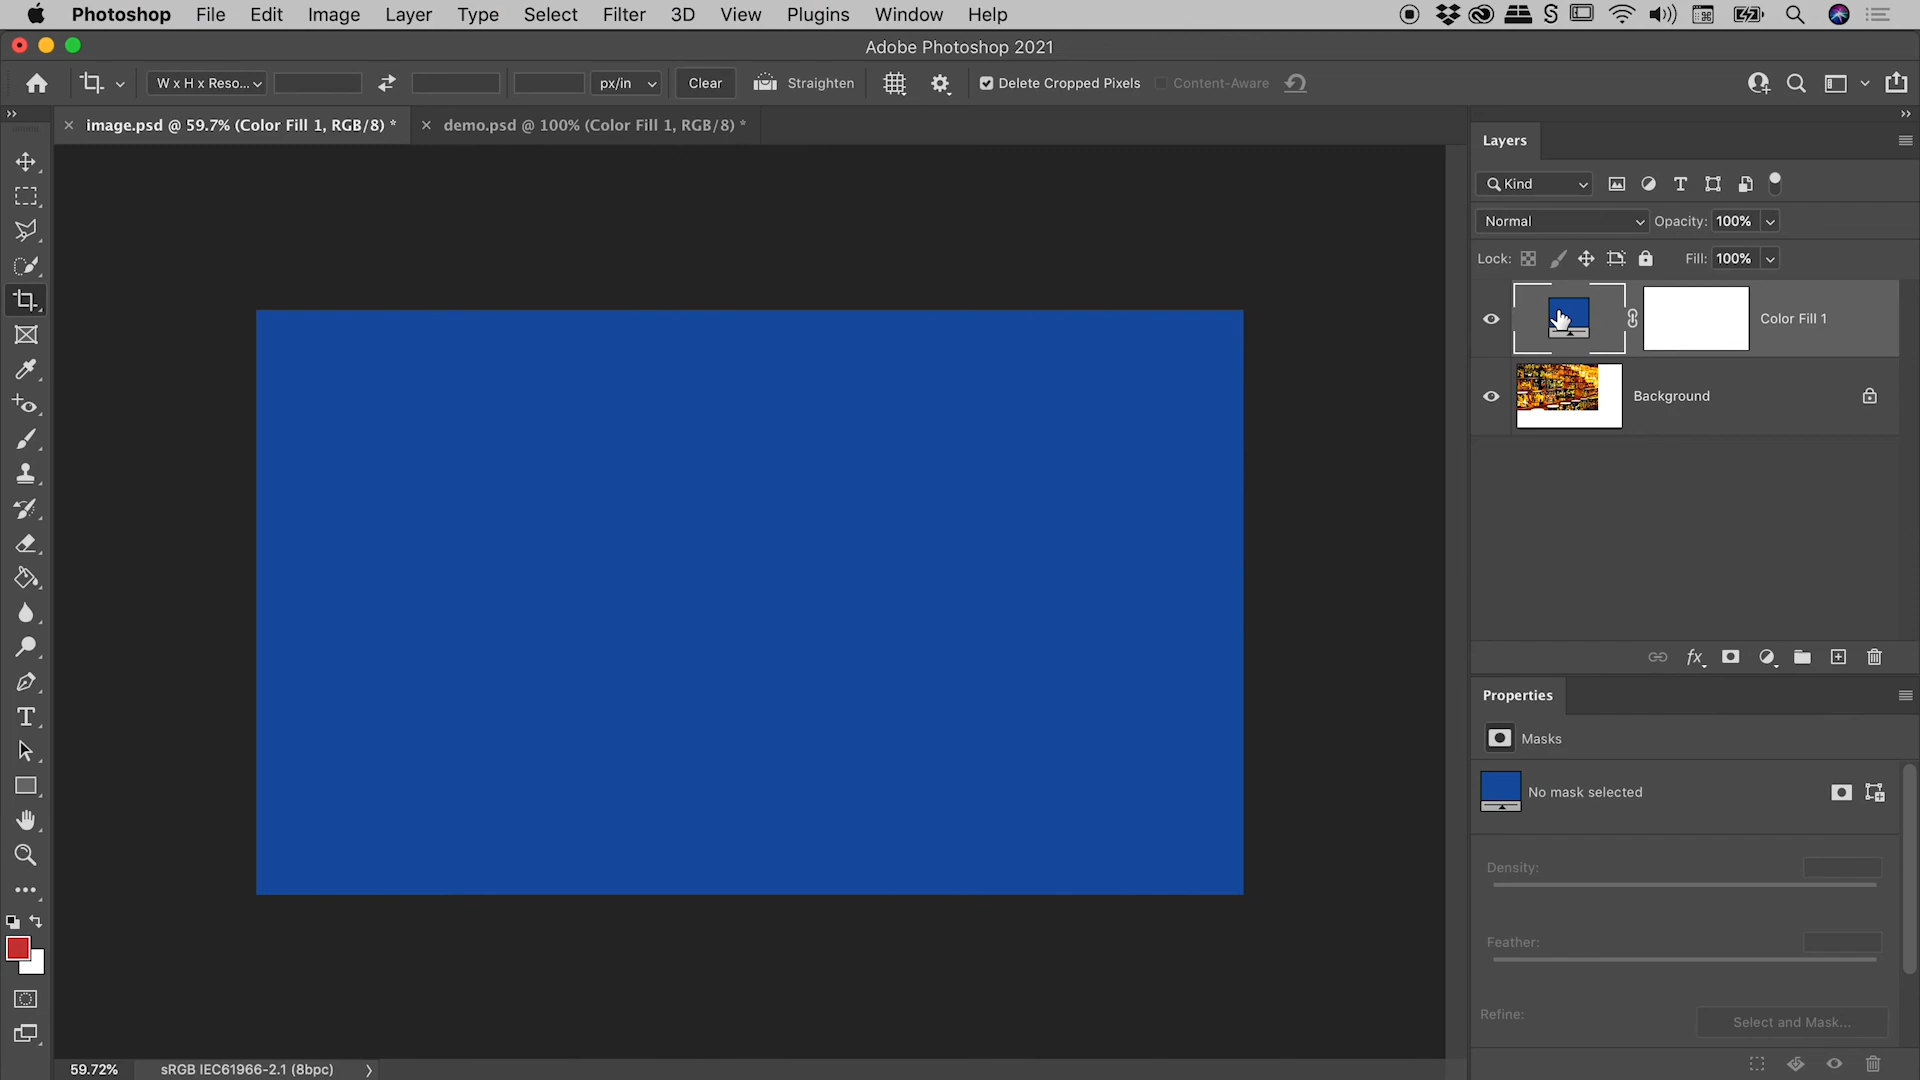 Photoshop File Edit Image Layer Type Select Filter 3D View Plugins Window Help
Adobe Photoshop 2021
W x H x Reso... px/in Clear Straighten Delete Cropped Pixels Content-Aware
image.psd @ 59.7% (Color Fill 1, RGB/8) * demo.psd @ 100% (Color Fill 1, RGB/8) *
Layers
Kind
Normal Opacity: 100%
Lock: Fill: 100%
Color Fill 1
Background
fx
Properties
Masks
No mask selected
Density:
Feather:
Refine:
Select and Mask...
59.72% sRGB IEC61966-2.1 (8bpc)